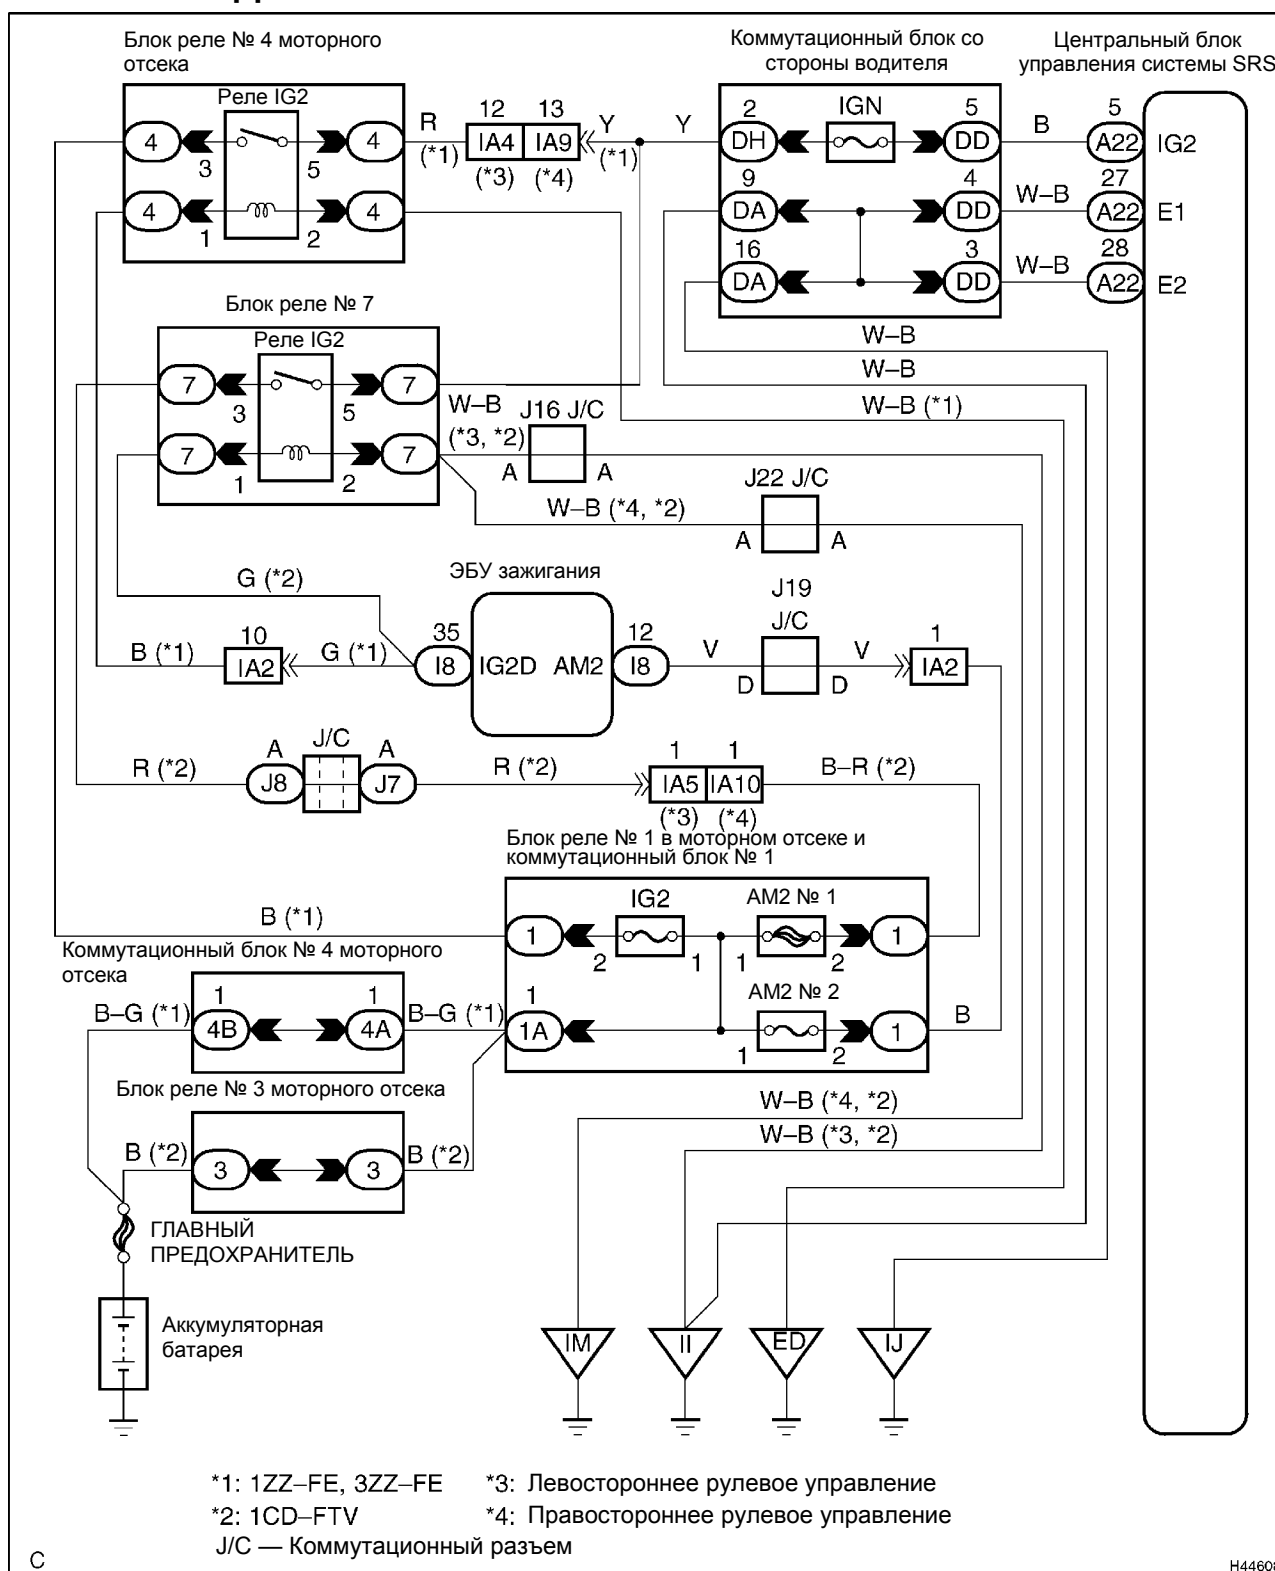 Блок реле № 4 моторного
отсека
Коммутационный блок со
стороны водителя
Центральный блок
управления системы SRS
Реле IG2
4
3
5
4
4
1
2
4
R
(*1)
12
13
IA4
IA9
(*3)
(*4)
Y
(*1)
Y
2
DH
IGN
5
DD
B
5
A22
IG2
9
DA
4
DD
W–B
27
A22
E1
16
DA
3
DD
W–B
28
A22
E2
W–B
W–B
W–B (*1)
Блок реле № 7
Реле IG2
7
3
5
7
7
1
2
7
W–B
(*3, *2)
J16 J/C
A
A
W–B (*4, *2)
J22 J/C
A
A
G (*2)
ЭБУ зажигания
B (*1)
10
IA2
G (*1)
35
I8
IG2D
AM2
12
I8
V
J19
J/C
D
D
V
1
IA2
R (*2)
A
J8
J/C
A
J7
R (*2)
1
1
IA5
IA10
(*3)
(*4)
B–R (*2)
Блок реле № 1 в моторном отсеке и
коммутационный блок № 1
B (*1)
1
IG2
2
1
AM2 № 1
1
2
1
Коммутационный блок № 4 моторного
отсека
B–G (*1)
1
4B
1
4A
B–G (*1)
1
1A
AM2 № 2
1
2
1
B
Блок реле № 3 моторного отсека
B (*2)
3
3
B (*2)
W–B (*4, *2)
W–B (*3, *2)
ГЛАВНЫЙ
ПРЕДОХРАНИТЕЛЬ
Аккумуляторная
батарея
IM
II
ED
IJ
*1: 1ZZ–FE, 3ZZ–FE
*3: Левостороннее рулевое управление
*2: 1CD–FTV
*4: Правостороннее рулевое управление
J/C — Коммутационный разъем
C
H44608